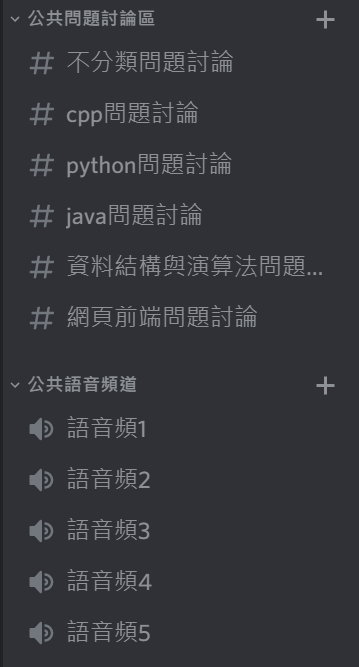 公共問題討論區
不分類問題討論
cpp問題討論
python問題討論
java問題討論
資料結構與演算法問題...
網頁前端問題討論
公共語音頻道
語音頻1
語音頻2
語音頻3
語音頻4
語音頻5